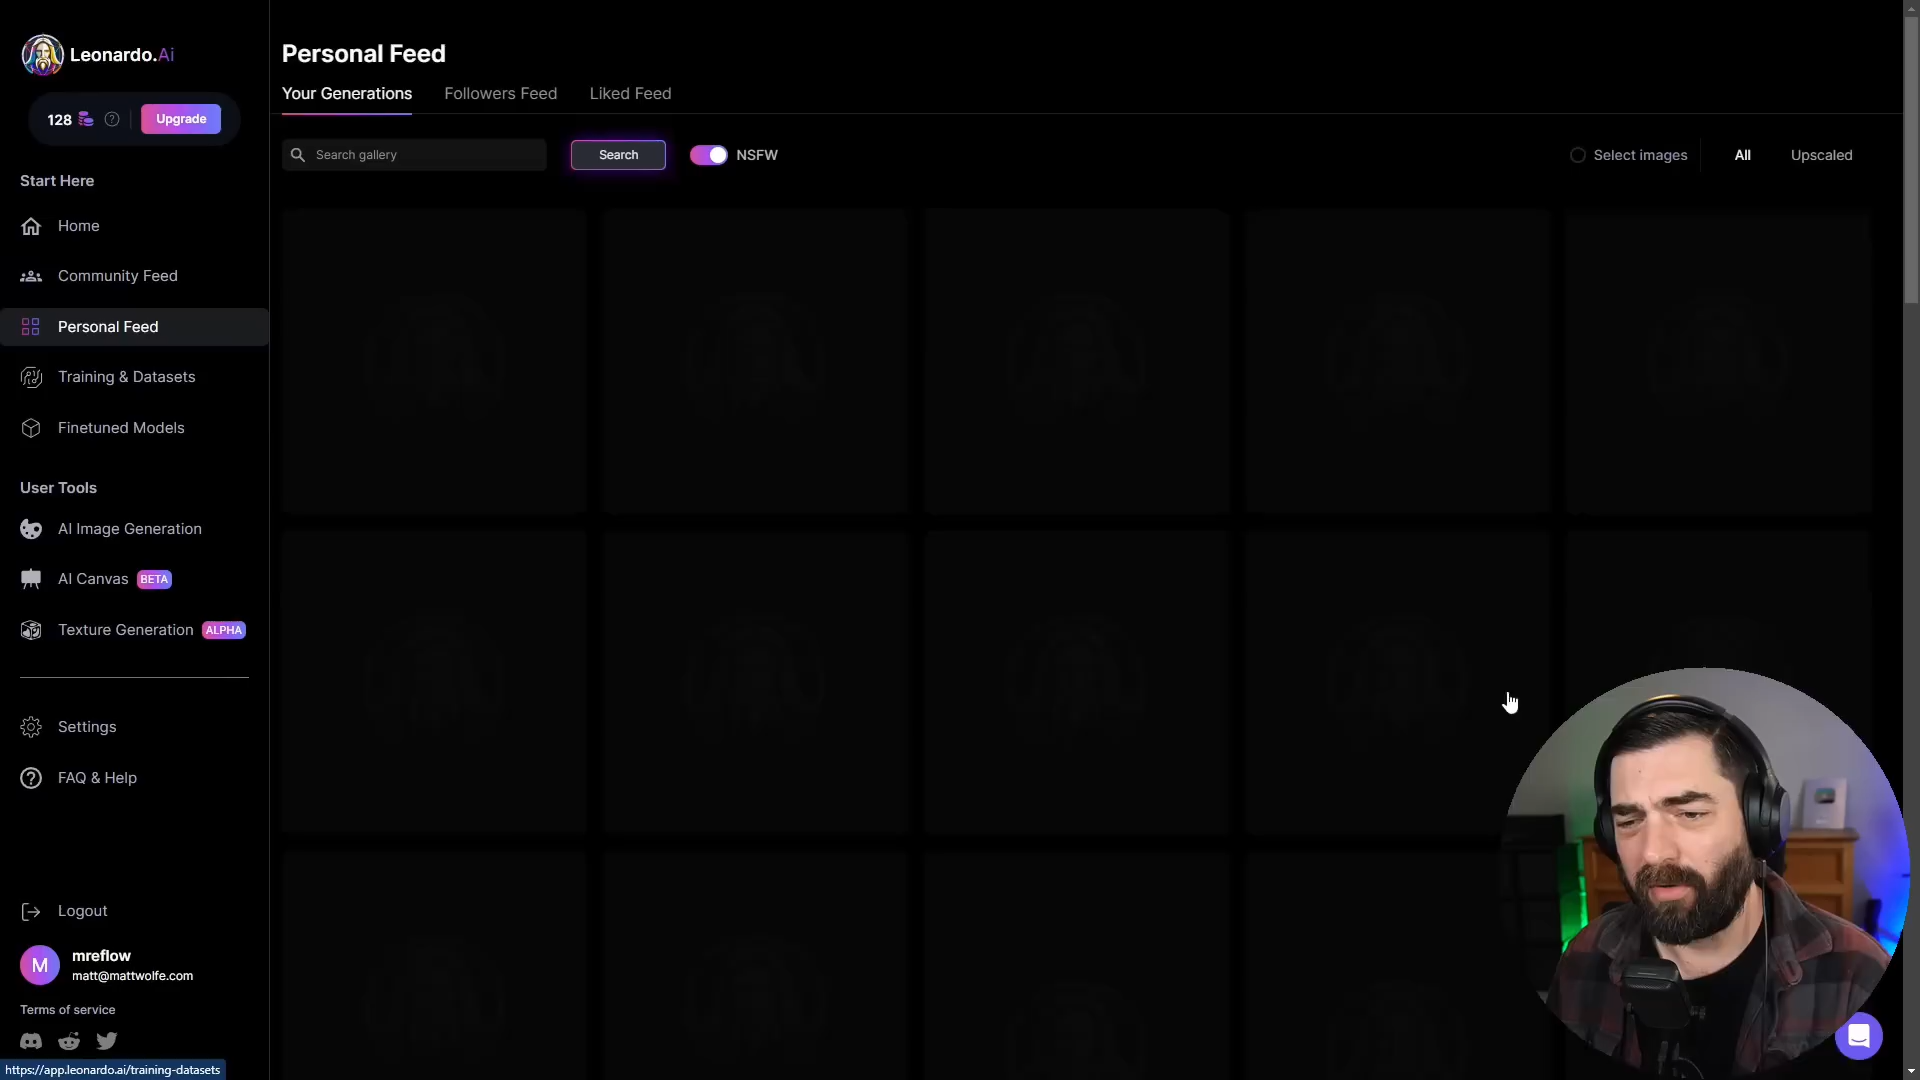 Leonardo.Ai
128 Upgrade
Start Here
Home
Community Feed
Personal Feed
Training & Datasets
Finetuned Models
User Tools
AI Image Generation
AI Canvas BETA
Texture Generation ALPHA
Settings
FAQ & Help
Logout
M
mreflow
matt@mattwolfe.com
Terms of service
https://app.leonardo.ai/training-datasets
Personal Feed
Your Generations Followers Feed Liked Feed
Search gallery Search NSFW Select images All Upscaled